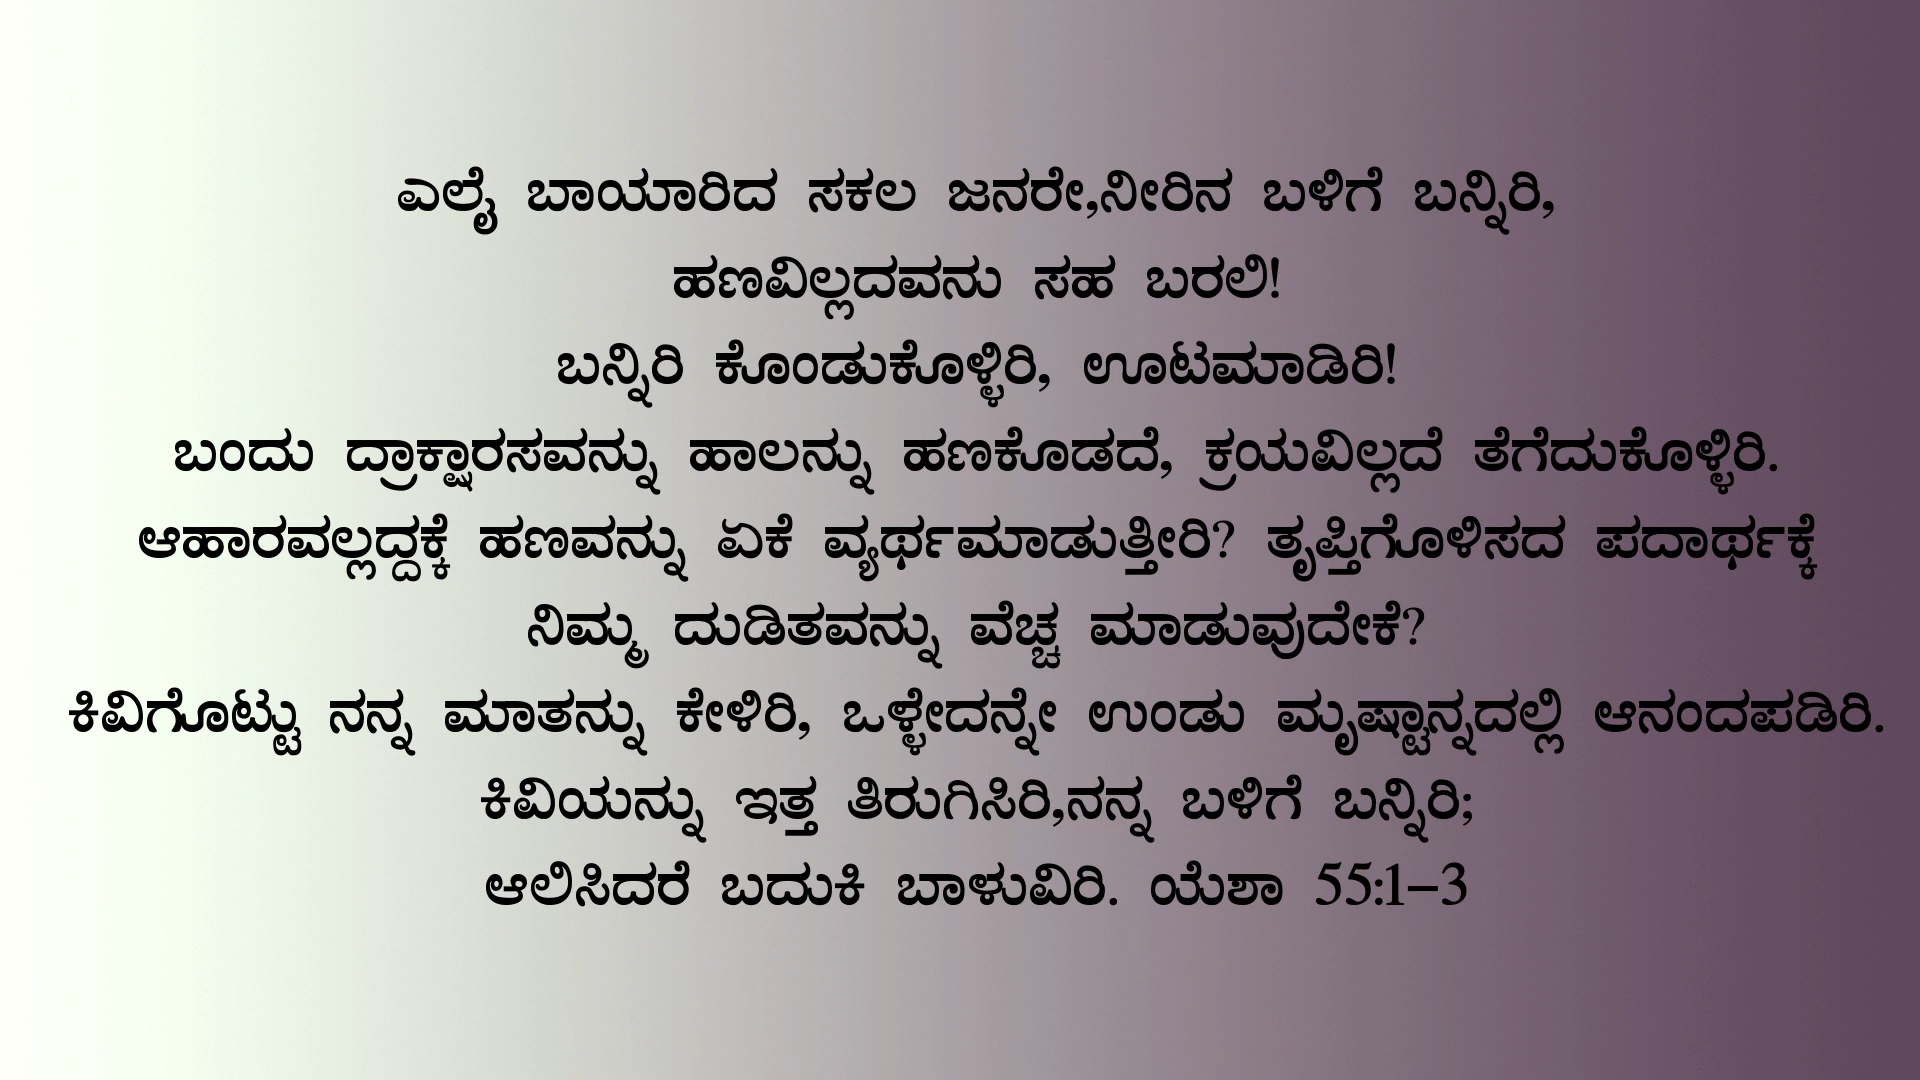 ಎಲೈ ಬಾಯಾರಿದ ಸಕಲ ಜನರೇ,ನೀರಿನ ಬಳಿಗೆ ಬನ್ನಿರಿ,
ಹಣವಿಲ್ಲದವನು ಸಹ ಬರಲಿ!
ಬನ್ನಿರಿ ಕೊಂಡುಕೊಳ್ಳಿರಿ, ಊಟಮಾಡಿರಿ!
ಬಂದು ದ್ರಾಕ್ಷಾರಸವನ್ನು ಹಾಲನ್ನು ಹಣಕೊಡದೆ, ಕ್ರಯವಿಲ್ಲದೆ ತೆಗೆದುಕೊಳ್ಳಿರಿ.
ಆಹಾರವಲ್ಲದ್ದಕ್ಕೆ ಹಣವನ್ನು ಏಕೆ ವ್ಯರ್ಥಮಾಡುತ್ತೀರಿ? ತೃಪ್ತಿಗೊಳಿಸದ ಪದಾರ್ಥಕ್ಕೆ
ನಿಮ್ಮ ದುಡಿತವನ್ನು ವೆಚ್ಚ ಮಾಡುವುದೇಕೆ?
ಕಿವಿಗೊಟ್ಟು ನನ್ನ ಮಾತನ್ನು ಕೇಳಿರಿ, ಒಳ್ಳೇದನ್ನೇ ಉಂಡು ಮೃಷ್ಟಾನ್ನದಲ್ಲಿ ಆನಂದಪಡಿರಿ.
ಕಿವಿಯನ್ನು ಇತ್ತ ತಿರುಗಿಸಿರಿ,ನನ್ನ ಬಳಿಗೆ ಬನ್ನಿರಿ;
ಆಲಿಸಿದರೆ ಬದುಕಿ ಬಾಳುವಿರಿ. ಯೆಶಾ 55:1–3